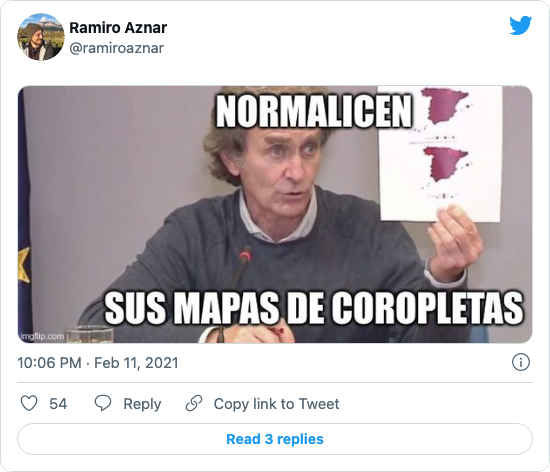 Ramiro Aznar
@ramiroaznar
NORMALICEN
SUS MAPAS DE COROPLETAS
imgflip.com
10:06 PM · Feb 11, 2021
54 Reply Copy link to Tweet
Read 3 replies